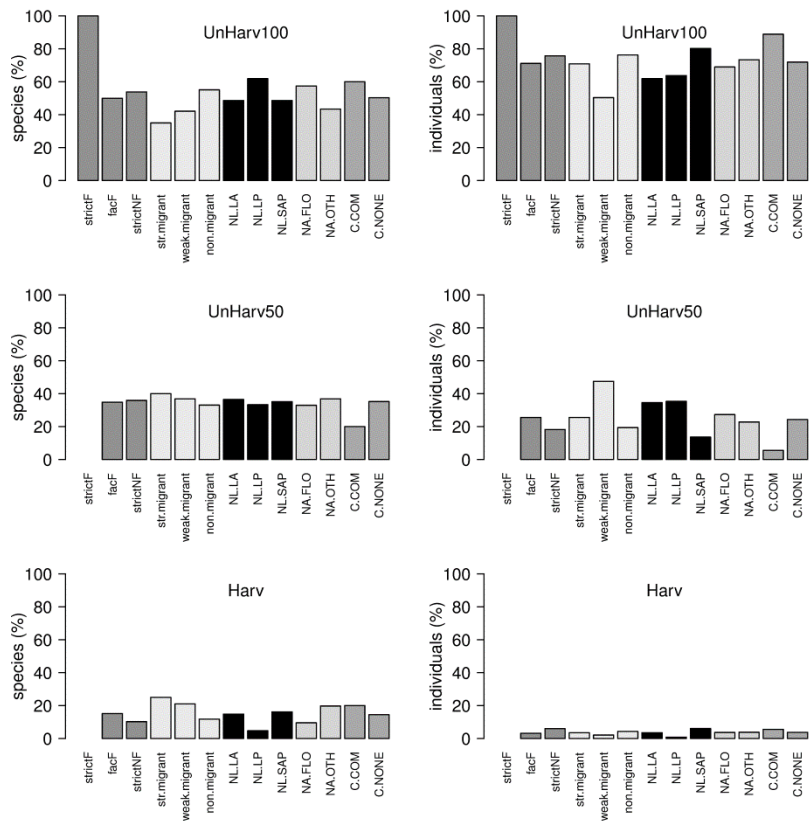 UnHarv100
species (%)
100
80
60
40
20
0
strictF
facF
strictNF
str.migrant
weak.migrant
non.migrant
NL.LA
NL.LP
NL.SAP
NA.FLO
NA.OTH
C.COM
C.NONE
UnHarv100
individuals (%)
100
80
60
40
20
0
strictF
facF
strictNF
str.migrant
weak.migrant
non.migrant
NL.LA
NL.LP
NL.SAP
NA.FLO
NA.OTH
C.COM
C.NONE
UnHarv50
species (%)
100
80
60
40
20
0
strictF
facF
strictNF
str.migrant
weak.migrant
non.migrant
NL.LA
NL.LP
NL.SAP
NA.FLO
NA.OTH
C.COM
C.NONE
UnHarv50
individuals (%)
100
80
60
40
20
0
strictF
facF
strictNF
str.migrant
weak.migrant
non.migrant
NL.LA
NL.LP
NL.SAP
NA.FLO
NA.OTH
C.COM
C.NONE
Harv
species (%)
100
80
60
40
20
0
strictF
facF
strictNF
str.migrant
weak.migrant
non.migrant
NL.LA
NL.LP
NL.SAP
NA.FLO
NA.OTH
C.COM
C.NONE
Harv
individuals (%)
100
80
60
40
20
0
strictF
facF
strictNF
str.migrant
weak.migrant
non.migrant
NL.LA
NL.LP
NL.SAP
NA.FLO
NA.OTH
C.COM
C.NONE